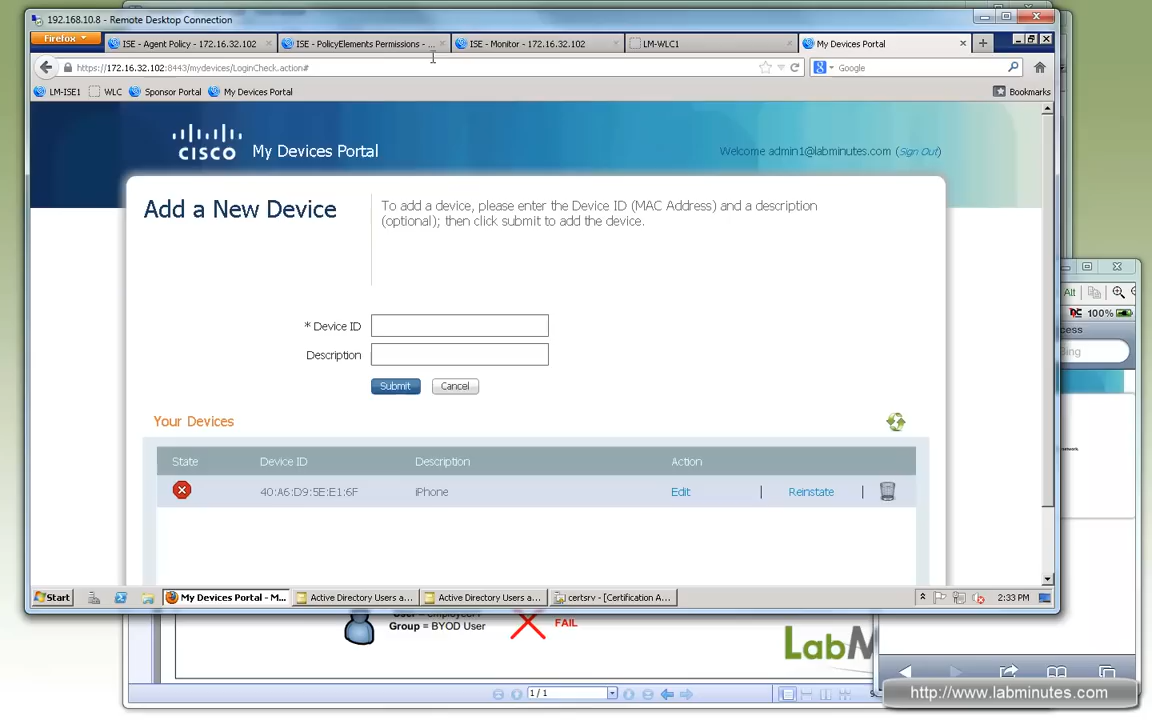 192.168.10.8 - Remote Desktop Connection
Firefox
ISE - Agent Policy - 172.16.32.102
ISE - PolicyElements Permissions - ...
ISE - Monitor - 172.16.32.102
LM-WLC1
My Devices Portal
https://172.16.32.102:8443/mydevices/LoginCheck.action#
Google
LM-ISE1
WLC
Sponsor Portal
My Devices Portal
Bookmarks
CISCO My Devices Portal
Welcome admin1@labminutes.com (Sign Out)
Add a New Device
To add a device, please enter the Device ID (MAC Address) and a description
(optional); then click submit to add the device.
* Device ID
Description
Submit
Cancel
Your Devices
State Device ID Description Action
40:A6:D9:5E:E1:6F iPhone Edit | Reinstate |
Alt
100%
Bing
Start
My Devices Portal - M...
Active Directory Users a...
Active Directory Users a...
certsrv - [Certification A...
2:33 PM
Group = BYOD User
FAIL
LabM
1 / 1
http://www.labminutes.com